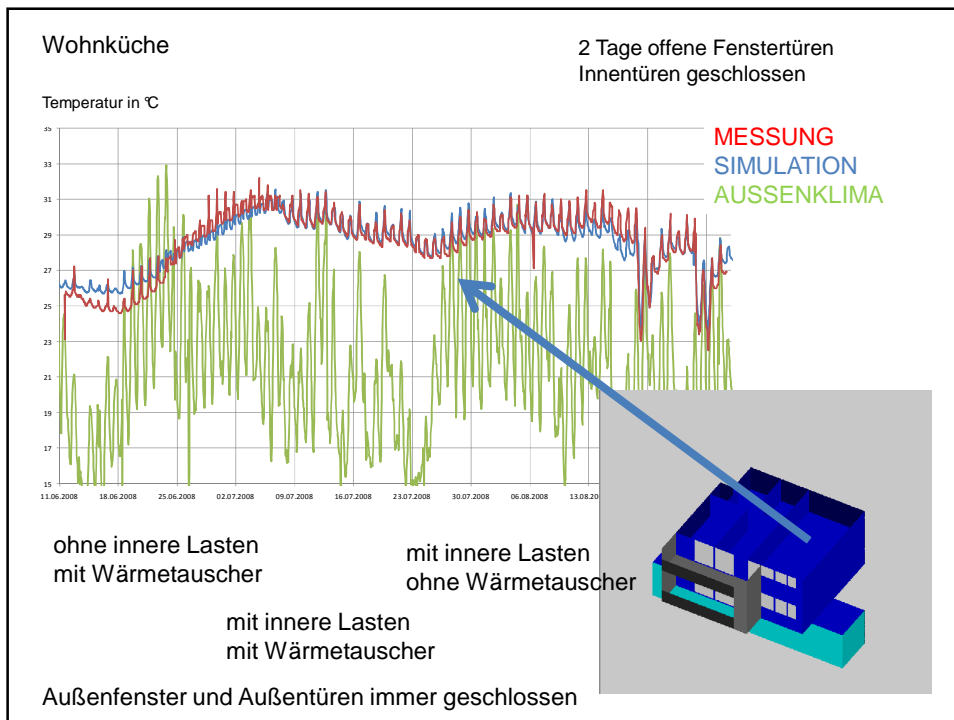 Wohnküche
2 Tage offene Fenstertüren
Innentüren geschlossen
Temperatur in °C
MESSUNG
SIMULATION
AUSSENKLIMA
35
33
31
29
27
25
23
21
19
17
15
11.06.2008 18.06.2008 25.06.2008 02.07.2008 09.07.2008 16.07.2008 23.07.2008 30.07.2008 06.08.2008 13.08.200
ohne innere Lasten
mit Wärmetauscher
mit innere Lasten
ohne Wärmetauscher
mit innere Lasten
mit Wärmetauscher
Außenfenster und Außentüren immer geschlossen